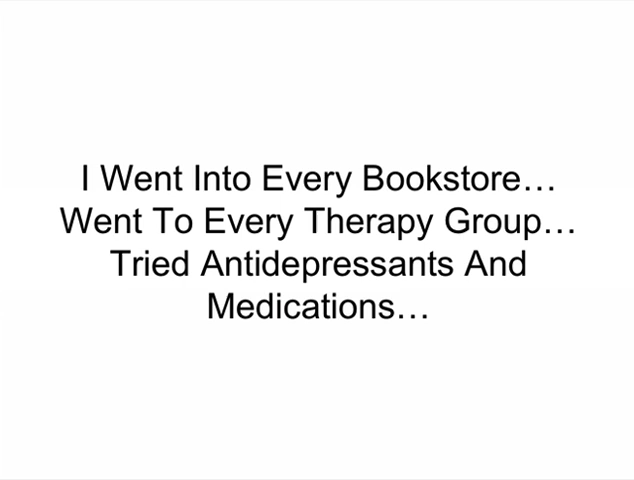 I Went Into Every Bookstore…
Went To Every Therapy Group…
Tried Antidepressants And
Medications…